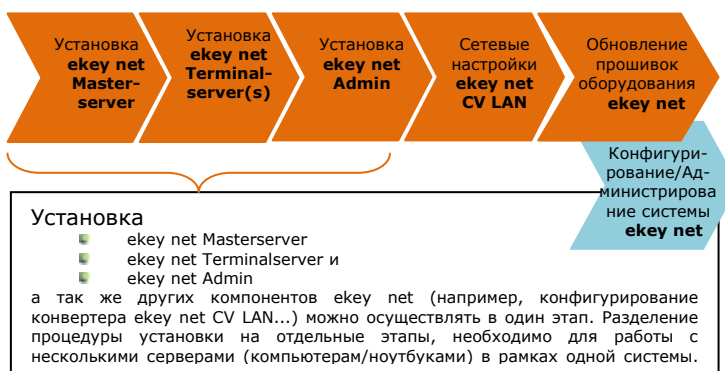 Установка
ekey net
Master-
server
Установка
ekey net
Terminal-
server(s)
Установка
ekey net
Admin
Сетевые
настройки
ekey net
CV LAN
Обновление
прошивок
оборудования
ekey net
Конфигури-
рование/Ад-
министрирова
ние системы
ekey net
Установка
ekey net Masterserver
ekey net Terminalserver и
ekey net Admin
а так же других компонентов ekey net (например, конфигурирование
конвертера ekey net CV LAN...) можно осуществлять в один этап. Разделение
процедуры установки на отдельные этапы, необходимо для работы с
несколькими серверами (компьютерам/ноутбуками) в рамках одной системы.